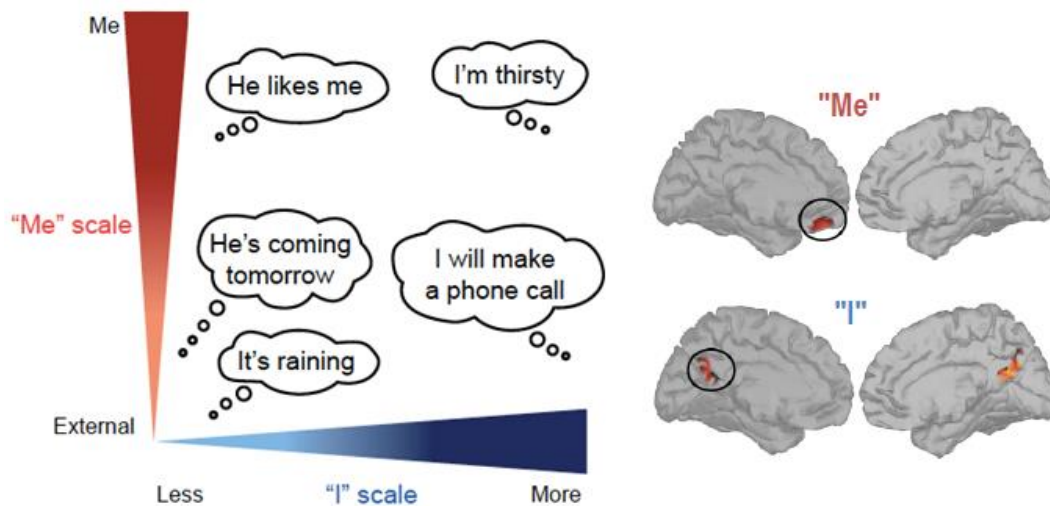 Me
He likes me
I'm thirsty
"Me"
"Me" scale
He's coming
tomorrow
I will make
a phone call
"I"
It's raining
External
Less
"I" scale
More